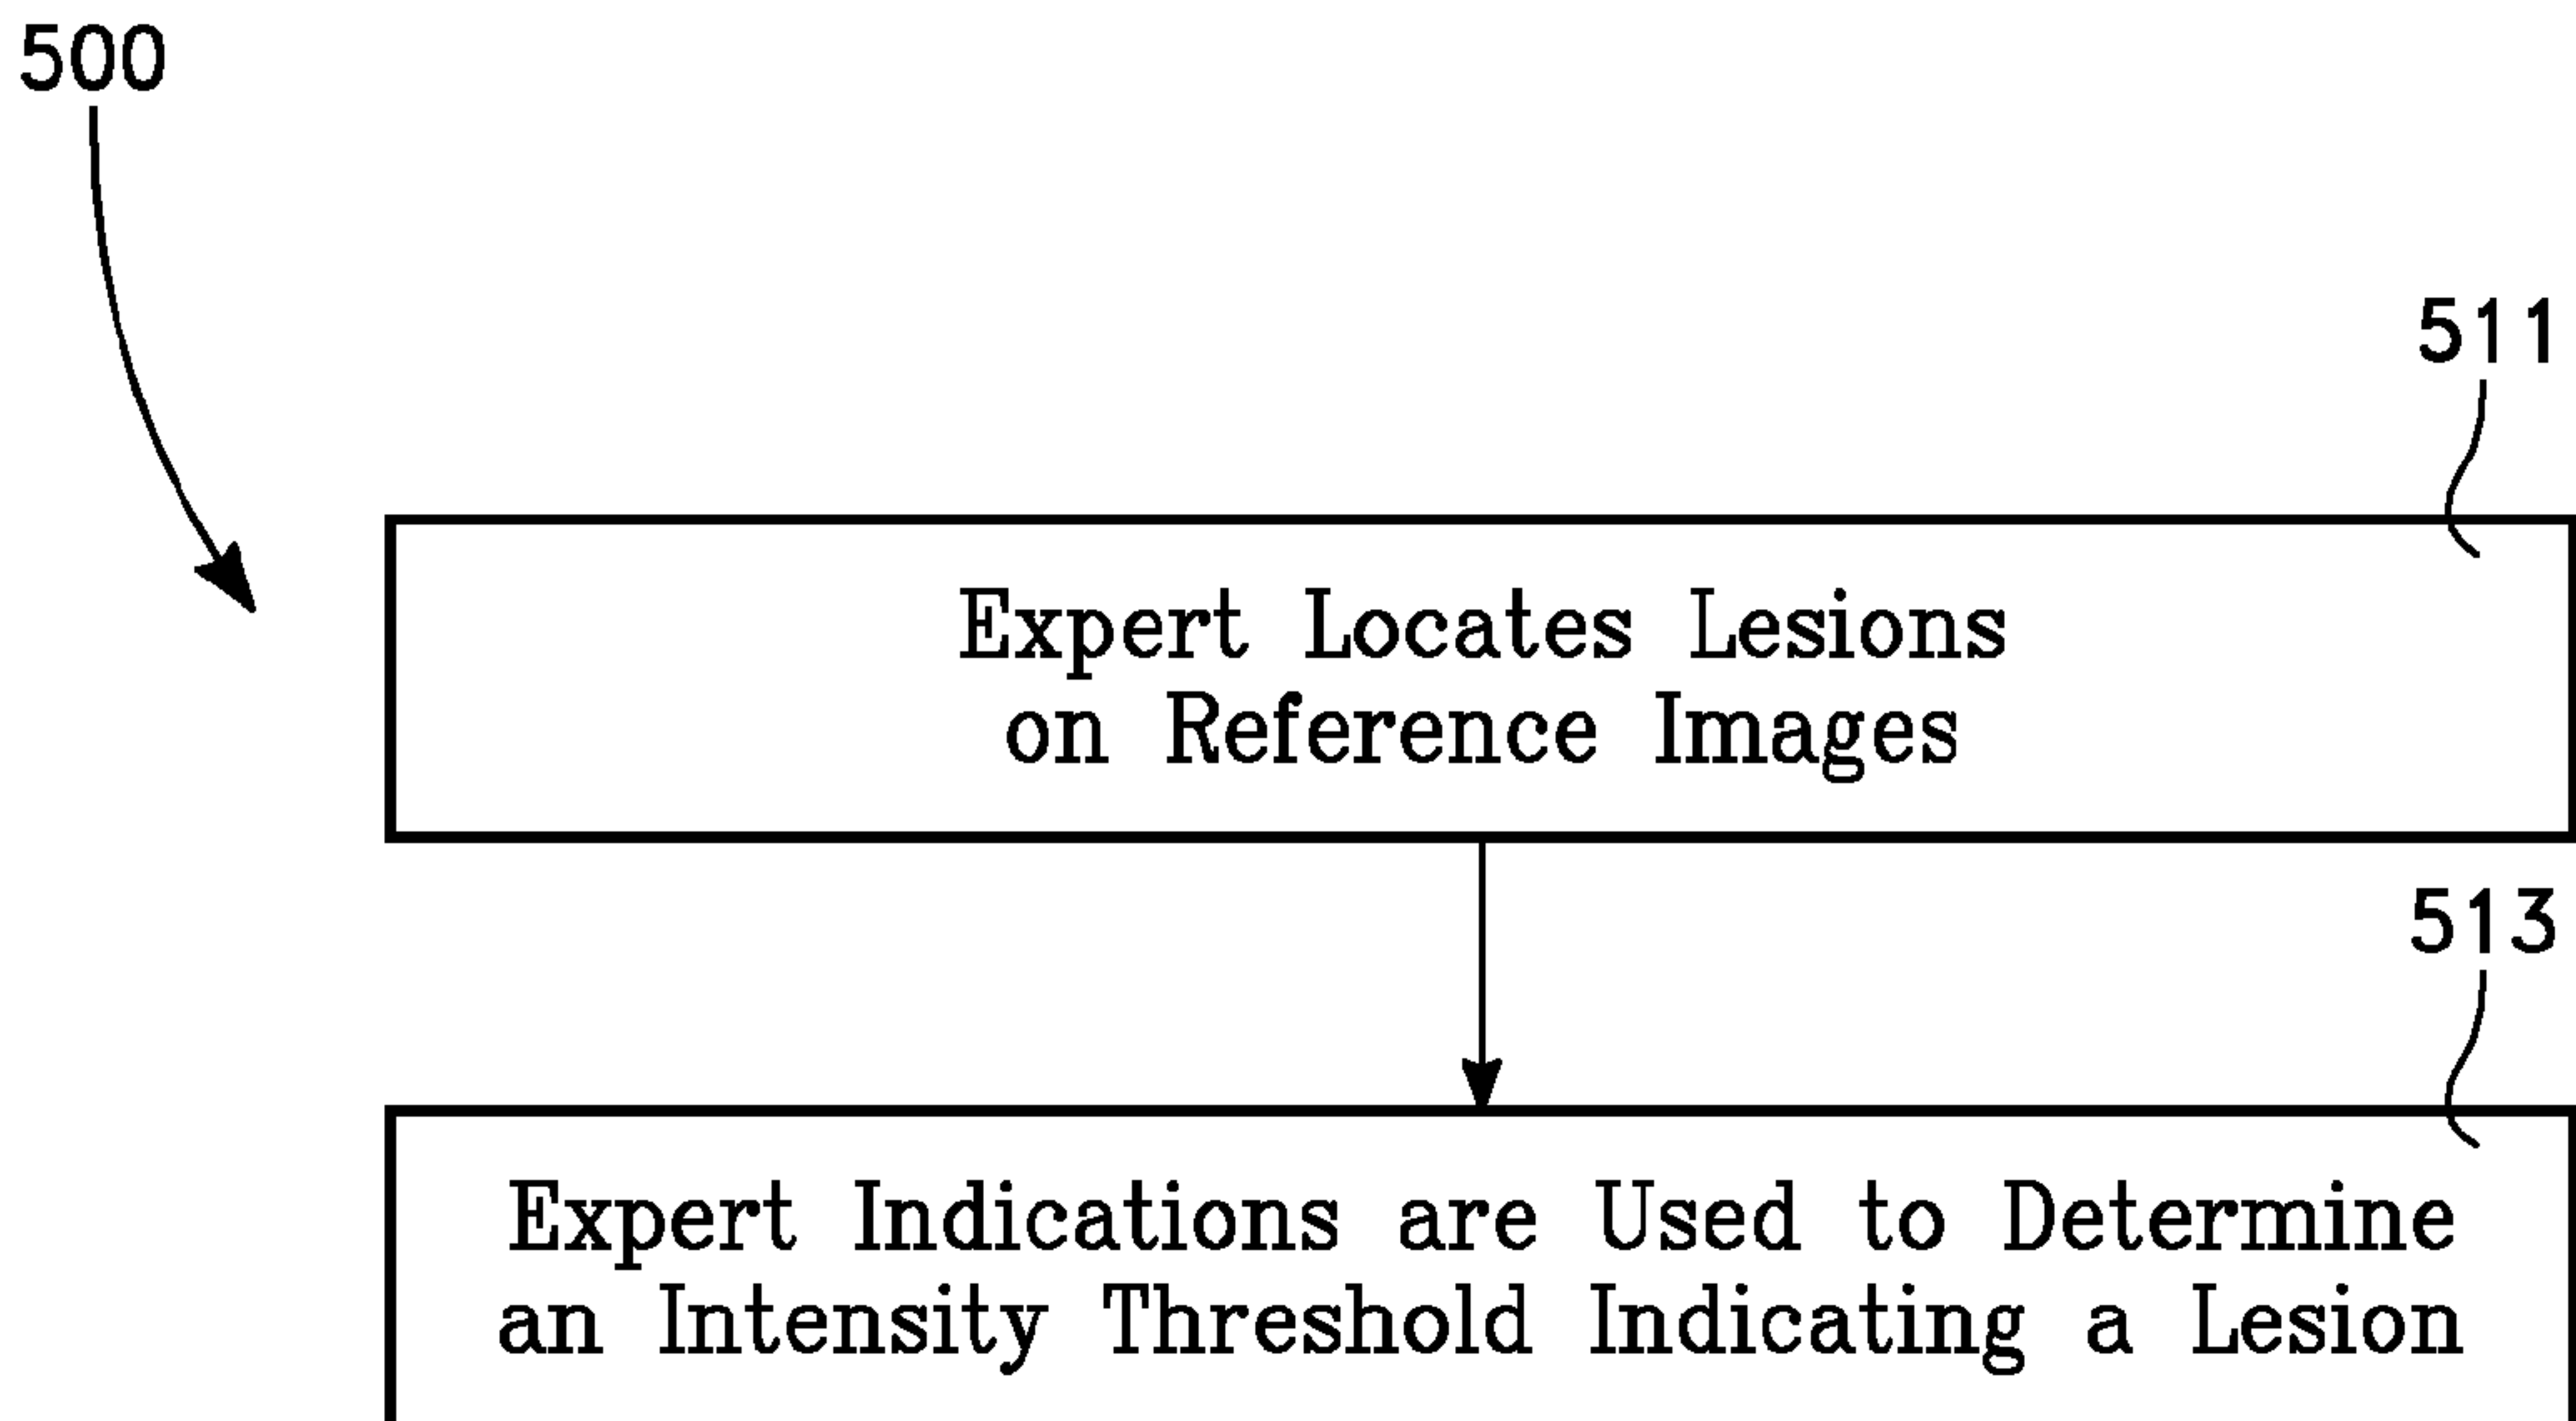 500
511
Expert Locates Lesions
on Reference Images
513
Expert Indications are Used to Determine
an Intensity Threshold Indicating a Lesion